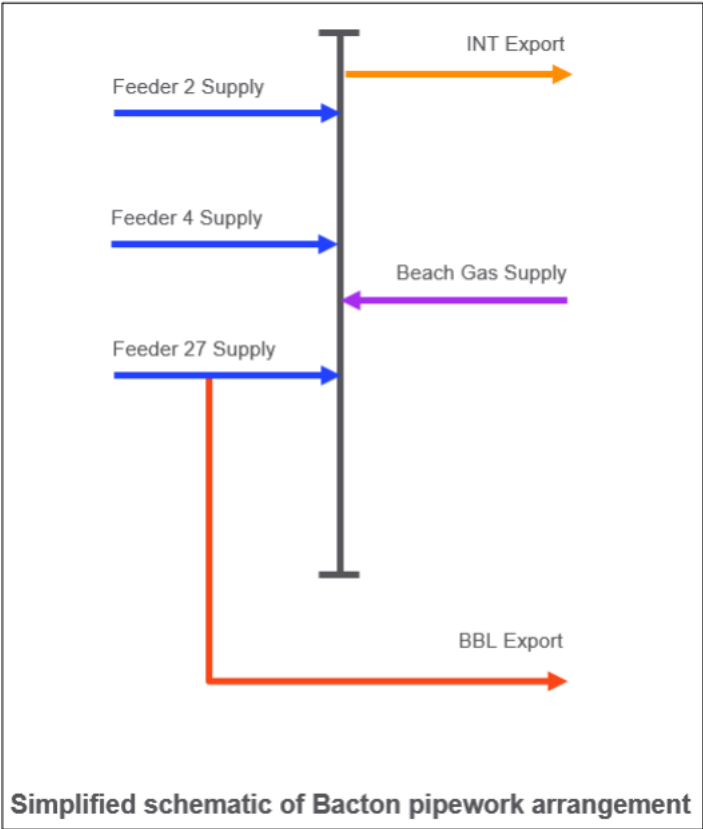 INT Export
Feeder 2 Supply
Feeder 4 Supply
Beach Gas Supply
Feeder 27 Supply
BBL Export
Simplified schematic of Bacton pipework arrangement